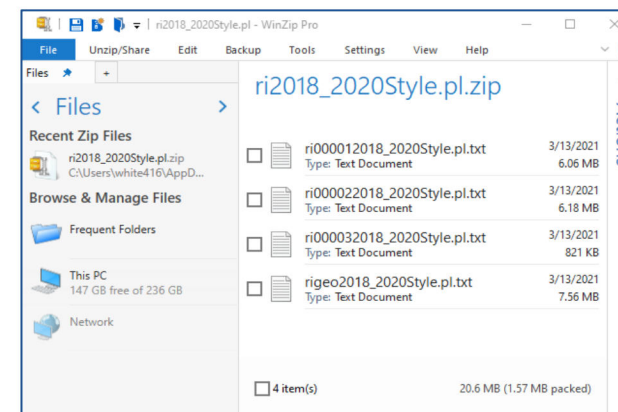 ri2018_2020Style.pl - WinZip Pro
File Unzip/Share Edit Backup Tools Settings View Help
Files +
Files
Recent Zip Files
ri2018_2020Style.pl.zip
C:\Users\white416\AppD...
Browse & Manage Files
Frequent Folders
This PC
147 GB free of 236 GB
Network
ri2018_2020Style.pl.zip
ri000012018_2020Style.pl.txt 3/13/2021
Type: Text Document 6.06 MB
ri000022018_2020Style.pl.txt 3/13/2021
Type: Text Document 6.18 MB
ri000032018_2020Style.pl.txt 3/13/2021
Type: Text Document 821 KB
rigeo2018_2020Style.pl.txt 3/13/2021
Type: Text Document 7.56 MB
4 item(s) 20.6 MB (1.57 MB packed)